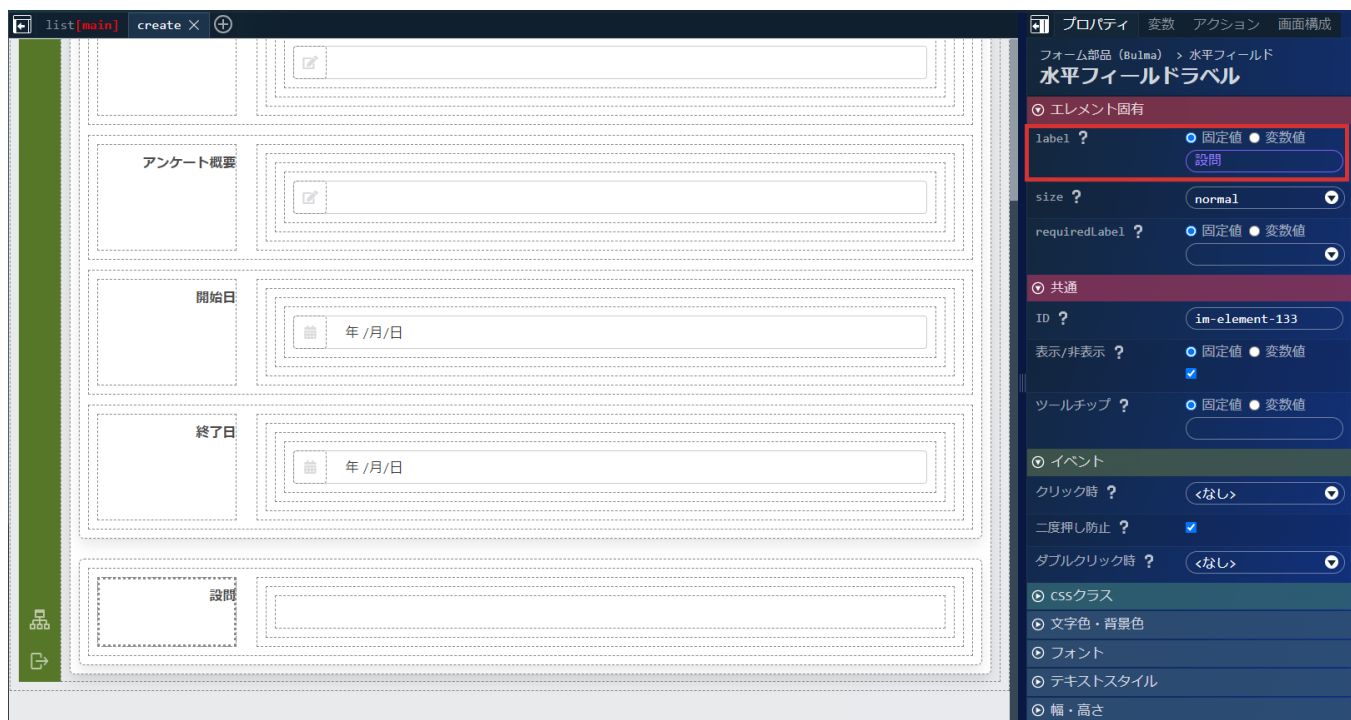 list[main] create
アンケート概要
開始日
年 /月/日
終了日
年 /月/日
設問
プロパティ 変数 アクション 画面構成
フォーム部品 (Bulma) > 水平フィールド
水平フィールドラベル
エレメント固有
label ? 固定値 変数値
設問
size ? normal
requiredLabel ? 固定値 変数値
共通
ID ? im-element-133
表示/非表示 ? 固定値 変数値
ツールチップ ? 固定値 変数値
イベント
クリック時 ? <なし>
二度押し防止 ?
ダブルクリック時 ? <なし>
CSSクラス
文字色・背景色
フォント
テキストスタイル
幅・高さ